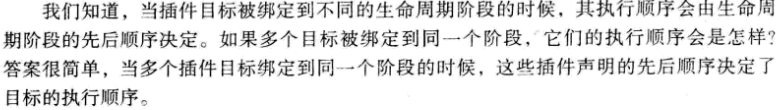 我们知道，当插件目标被绑定到不同的生命周期阶段的时候，其执行顺序会由生命周
期阶段的先后顺序决定。如果多个目标被绑定到同一个阶段，它们的执行顺序会是怎样？
答案很简单，当多个插件目标绑定到同一个阶段的时候，这些插件声明的先后顺序决定了
目标的执行顺序。